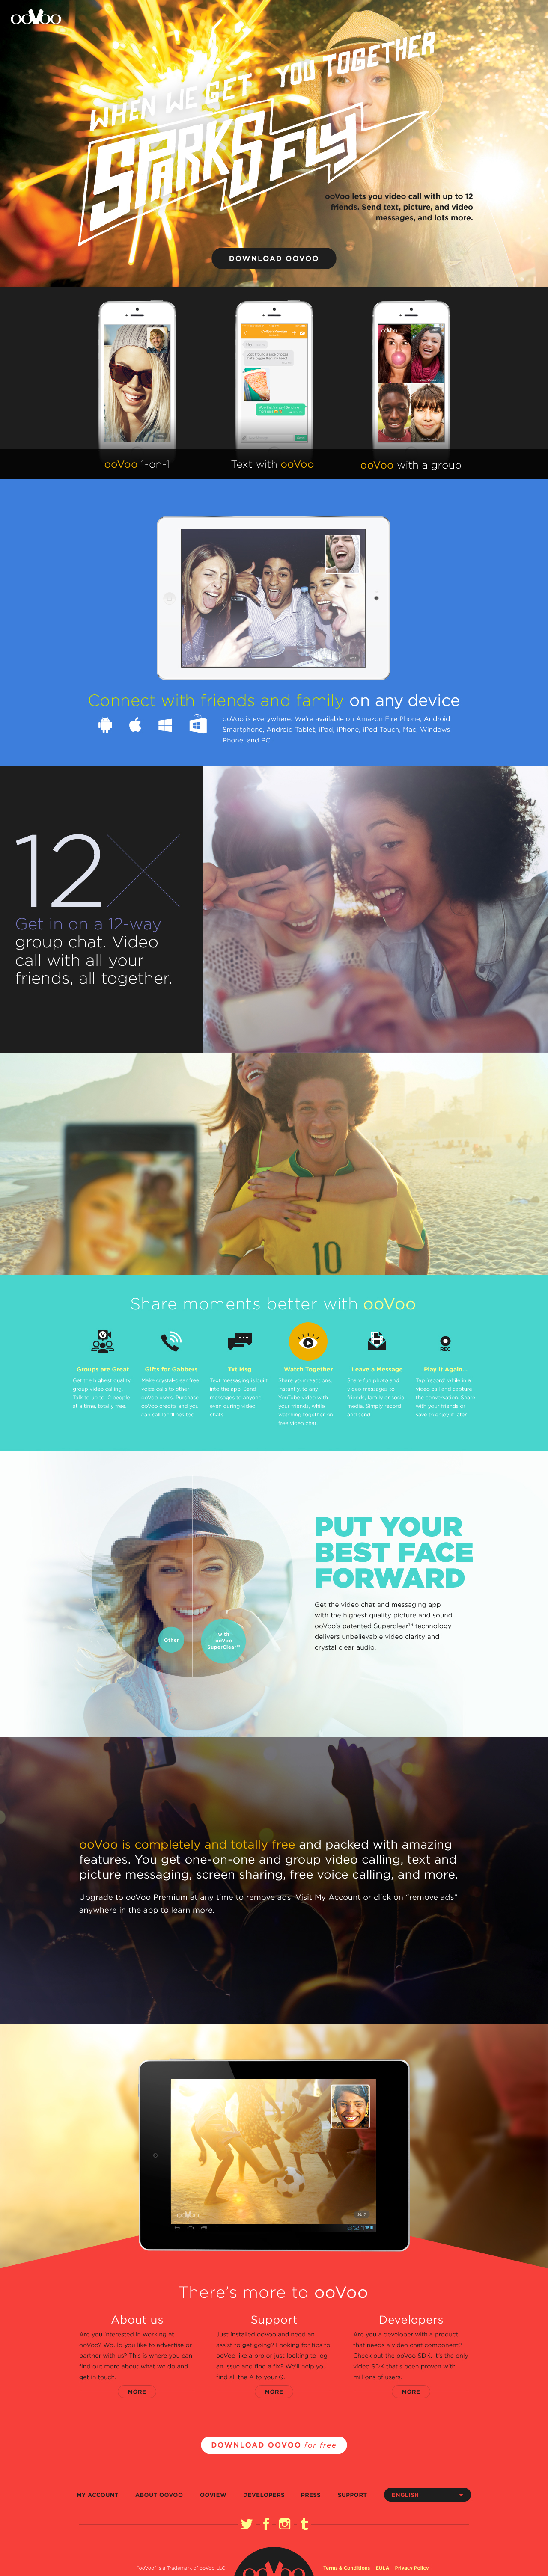 ooVoo
WHEN WE GET YOU TOGETHER
SPARKS FLY
ooVoo lets you video call with up to 12
friends. Send text, picture, and video
messages, and lots more.
DOWNLOAD OOVOO
ooVoo
ooVoo 1-on-1
Text with ooVoo
ooVoo with a group
ooVoo
Connect with friends and family on any device
ooVoo is everywhere. We're available on Amazon Fire Phone, Android
Smartphone, Android Tablet, iPad, iPhone, iPod Touch, Mac, Windows
Phone, and PC.
12X
Get in on a 12-way
group chat. Video
call with all your
friends, all together.
10
Share moments better with ooVoo
REC
Groups are Great
Get the highest quality
group video calling.
Talk to up to 12 people
at a time, totally free.
Gifts for Gabbers
Make crystal-clear free
voice calls to other
ooVoo users. Purchase
ooVoo credits and you
can call landlines too.
Txt Msg
Text messaging is built
into the app. Send
messages to anyone,
even during video
chats.
Watch Together
Share your reactions,
instantly, to any
YouTube video with
your friends, while
watching together on
free video chat.
Leave a Message
Share fun photo and
video messages to
friends, family or social
media. Simply record
and send.
Play it Again...
Tap 'record' while in a
video call and capture
the conversation. Share
with your friends or
save to enjoy it later.
PUT YOUR
BEST FACE
FORWARD
Get the video chat and messaging app
with the highest quality picture and sound.
ooVoo's patented Superclear™ technology
delivers unbelievable video clarity and
crystal clear audio.
Other
with
ooVoo
SuperClear™
ooVoo is completely and totally free and packed with amazing
features. You get one-on-one and group video calling, text and
picture messaging, screen sharing, free voice calling, and more.
Upgrade to ooVoo Premium at any time to remove ads. Visit My Account or click on "remove ads"
anywhere in the app to learn more.
ooVoo
There's more to ooVoo
About us
Are you interested in working at
ooVoo? Would you like to advertise or
partner with us? This is where you can
find out more about what we do and
get in touch.
MORE
Support
Just installed ooVoo and need an
assist to get going? Looking for tips to
ooVoo like a pro or just looking to log
an issue and find a fix? We'll help you
find all the A to your Q.
MORE
Developers
Are you a developer with a product
that needs a video chat component?
Check out the ooVoo SDK. It's the only
video SDK that's been proven with
millions of users.
MORE
DOWNLOAD OOVOO for free
MY ACCOUNT ABOUT OOVOO OOVIEW DEVELOPERS PRESS SUPPORT ENGLISH
"ooVoo" is a Trademark of ooVoo LLC
ooVoo
Terms & Conditions EULA Privacy Policy